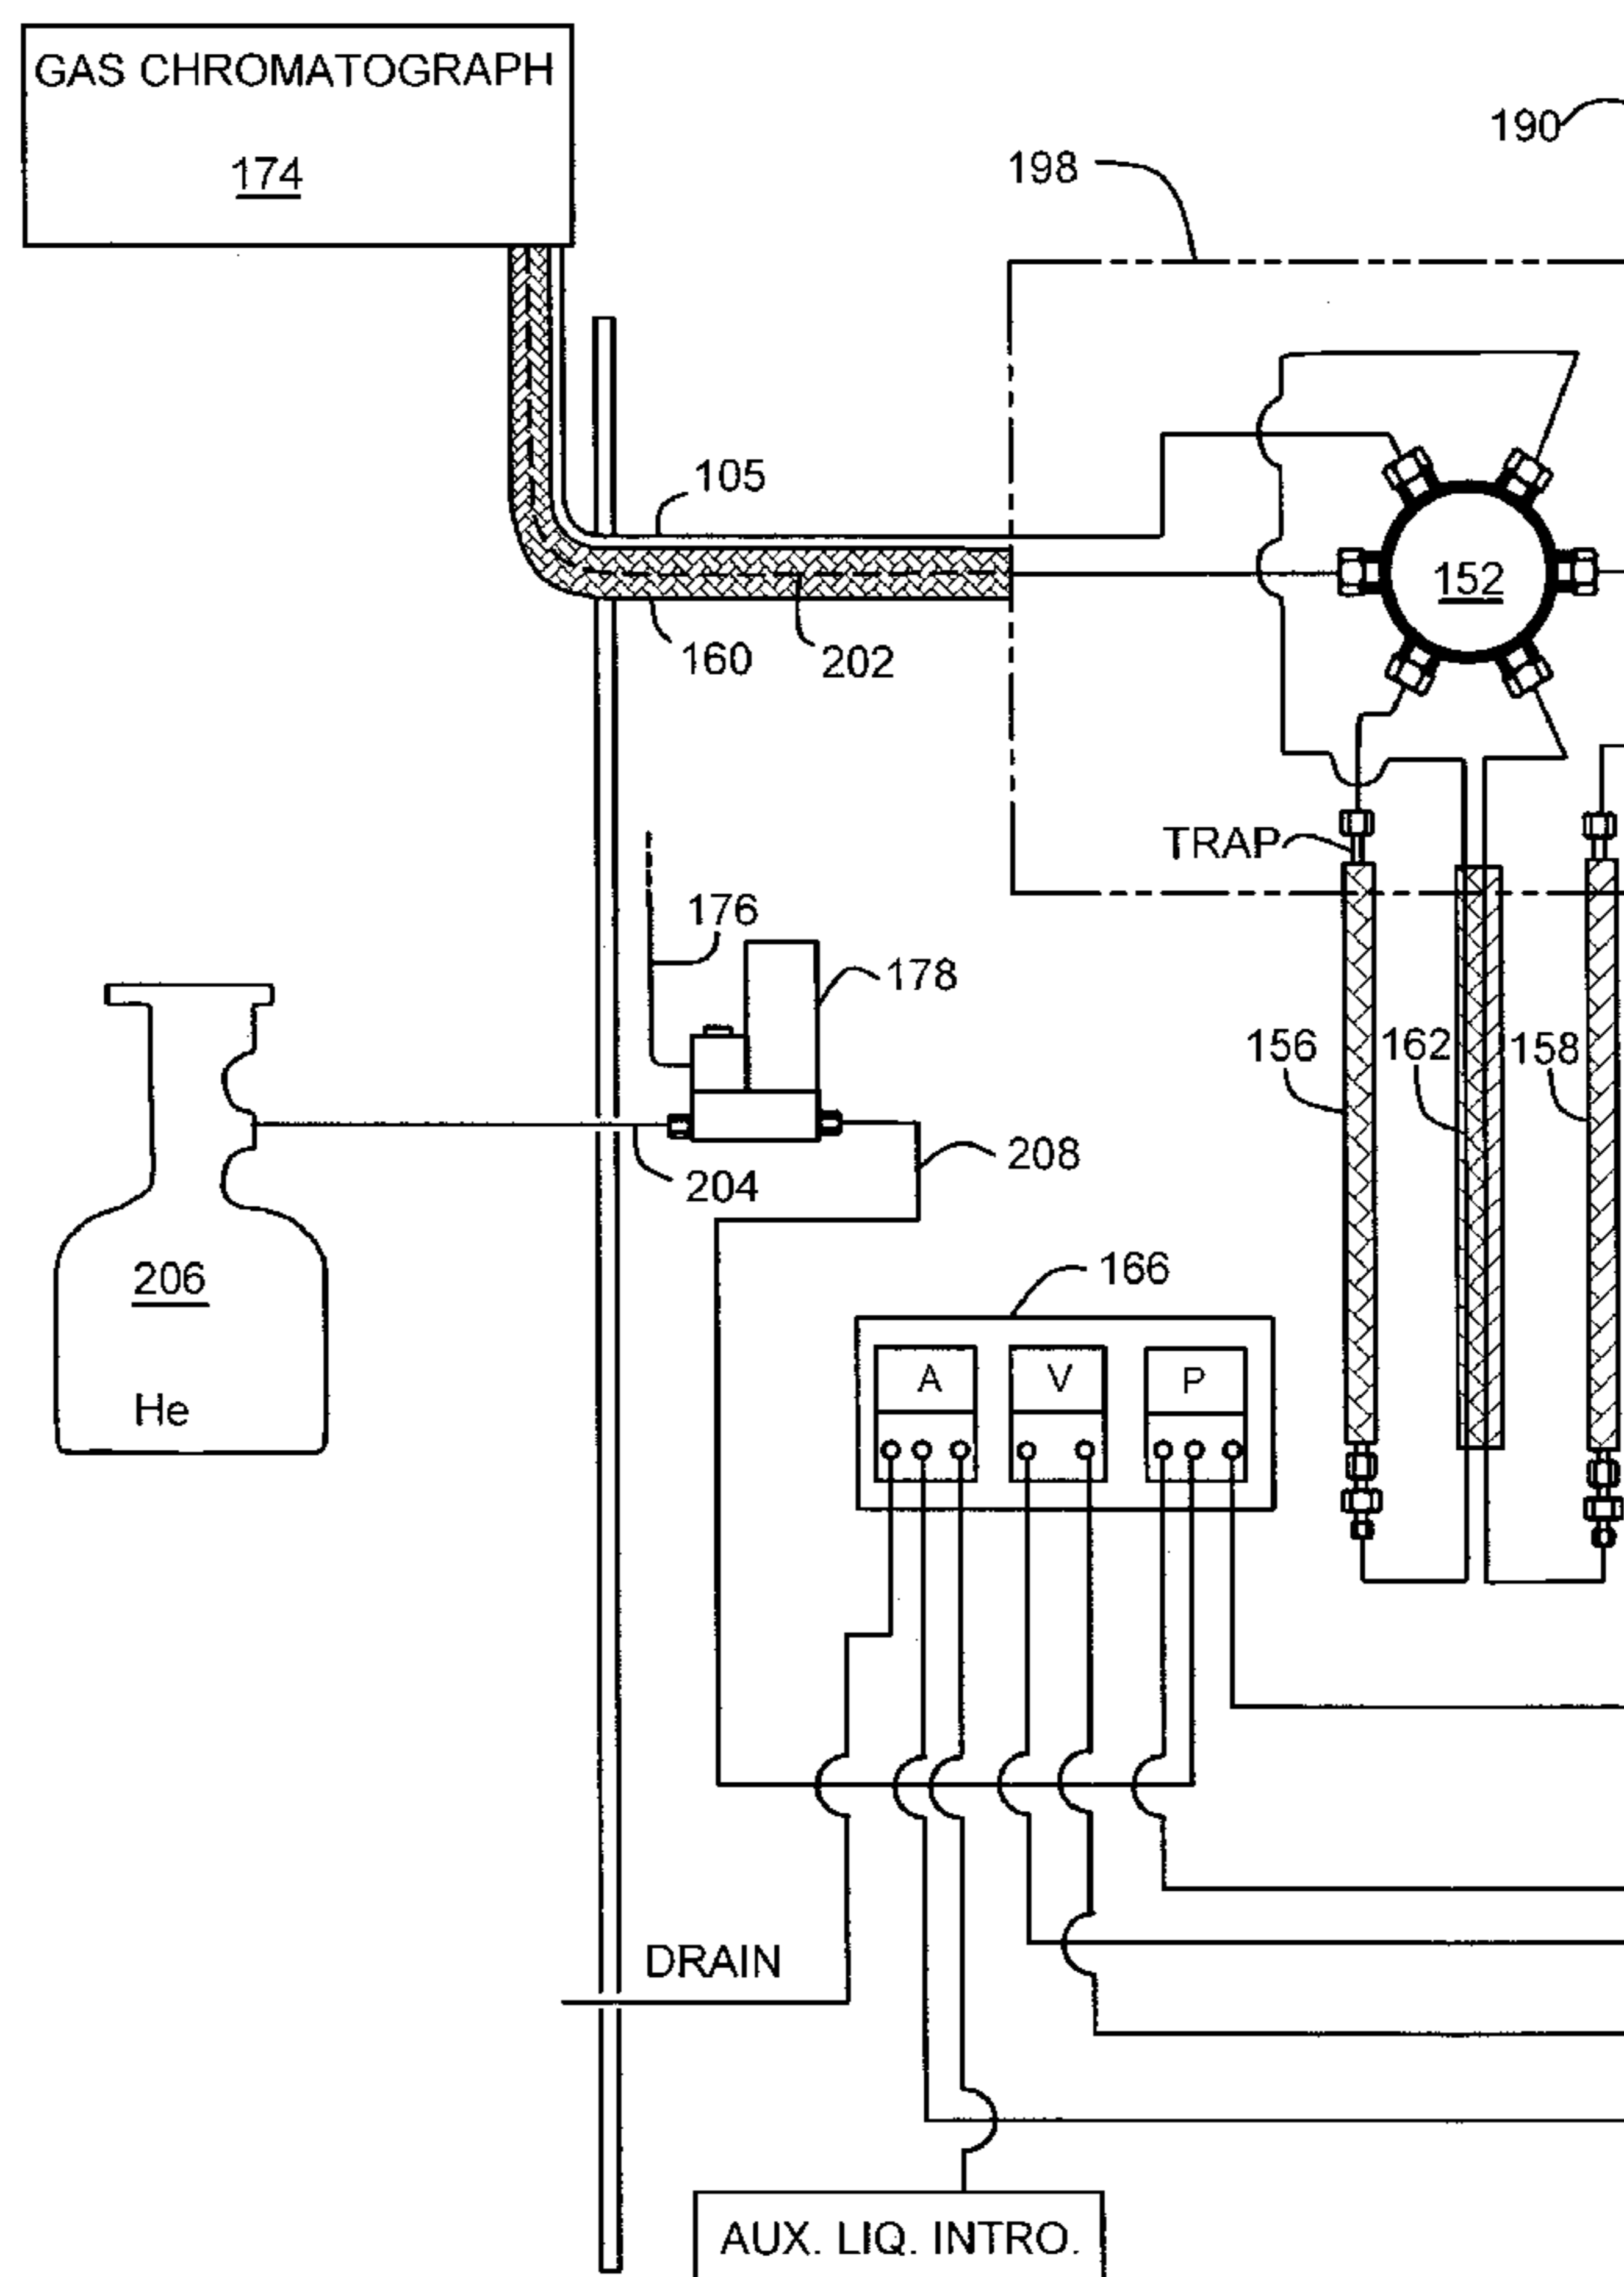 GAS CHROMATOGRAPH
174
190
198
105
152
160
202
TRAP
176
178
156
162
158
208
204
206
166
He
A
V
P
DRAIN
AUX. LIQ. INTRO.